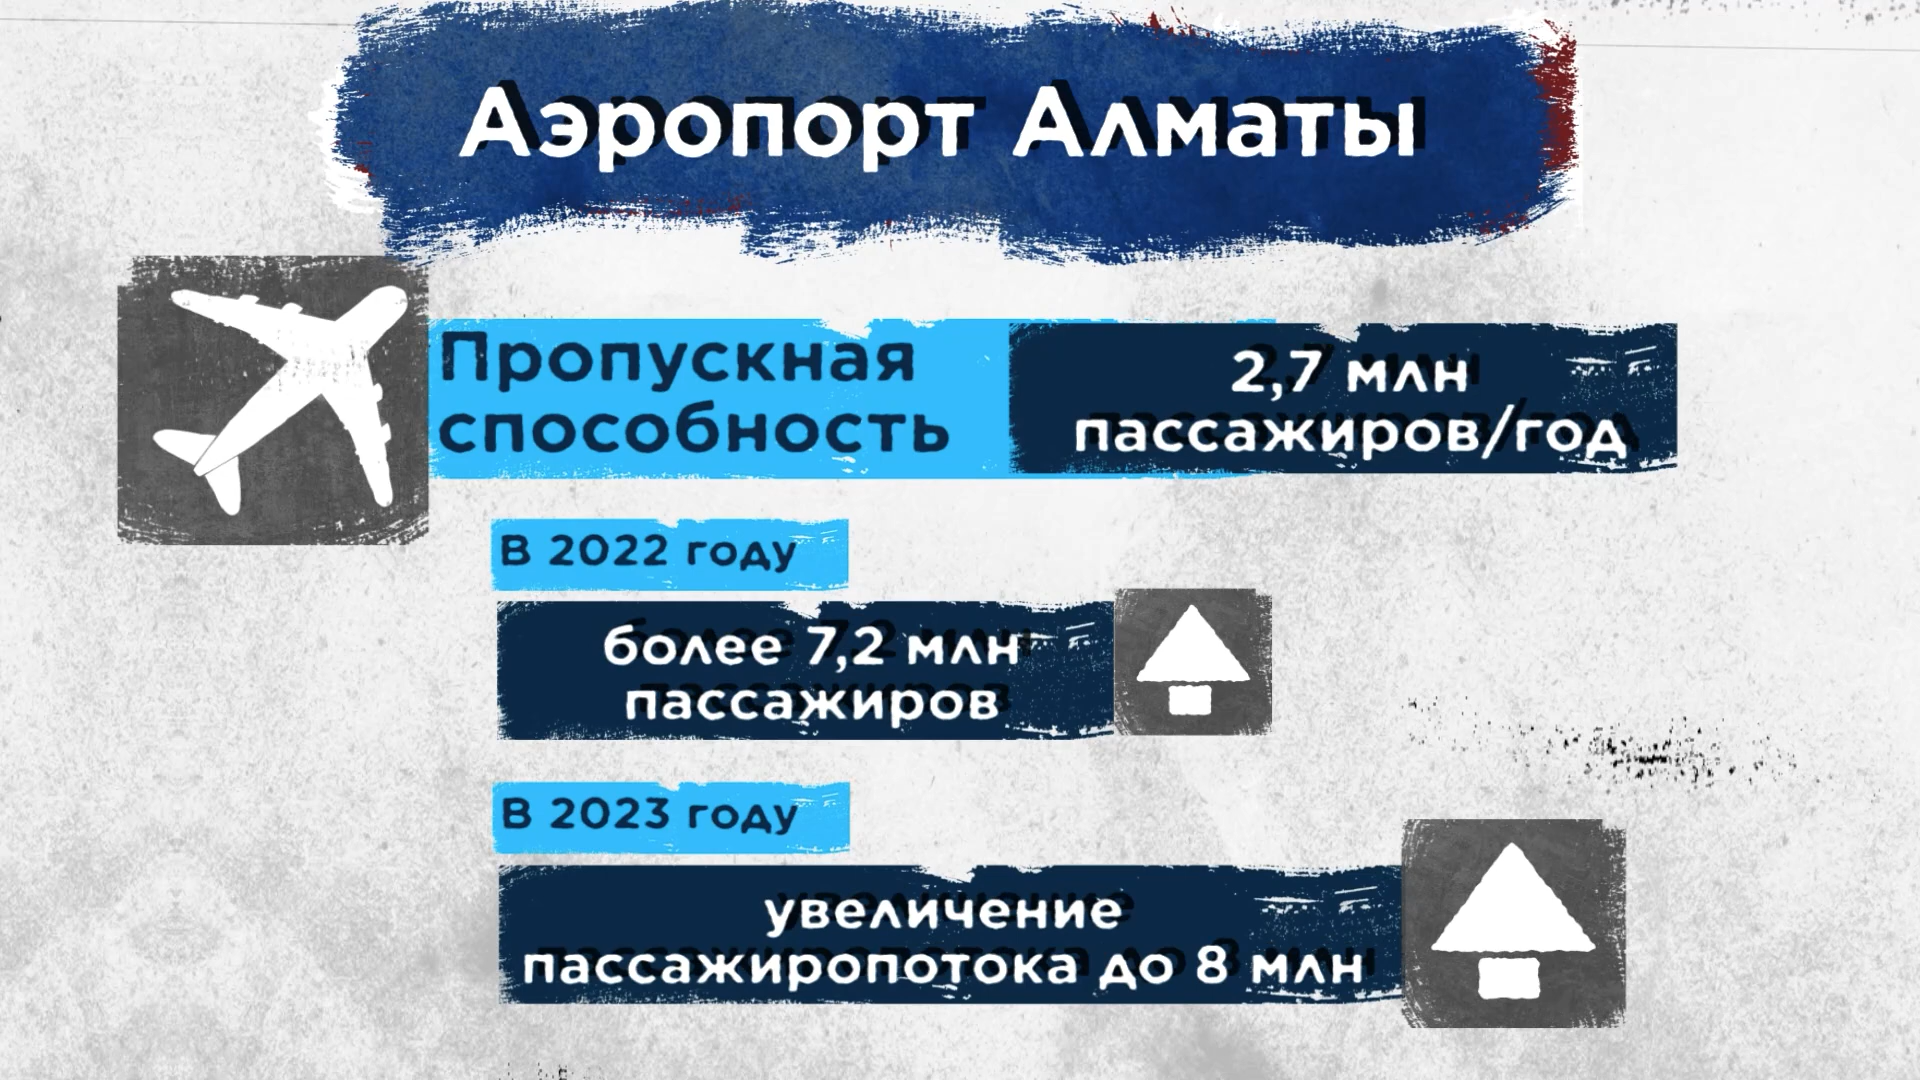 Аэропорт Алматы
Пропускная
способность
2,7 млн
пассажиров/год
В 2022 году
более 7,2 млн
пассажиров
В 2023 году
увеличение
пассажиропотока до 8 млн